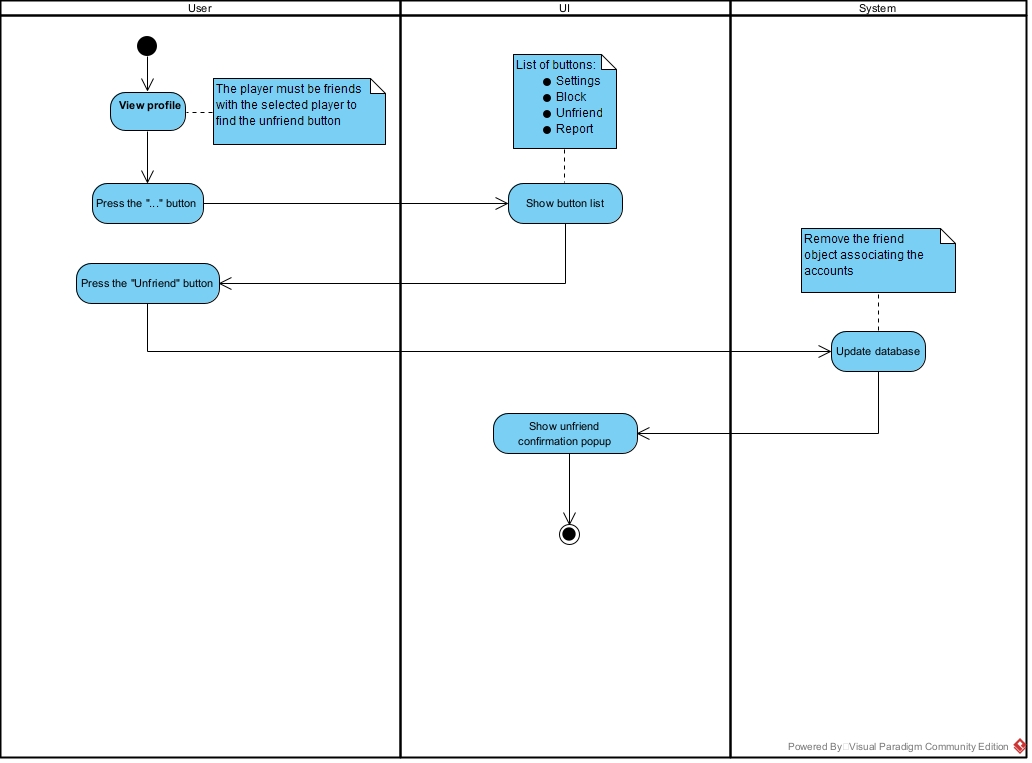 User
UI
System
View profile
The player must be friends
with the selected player to
find the unfriend button
List of buttons:
Settings
Block
Unfriend
Report
Press the "..." button
Show button list
Press the "Unfriend" button
Remove the friend
object associating the
accounts
Update database
Show unfriend
confirmation popup
Powered By Visual Paradigm Community Edition